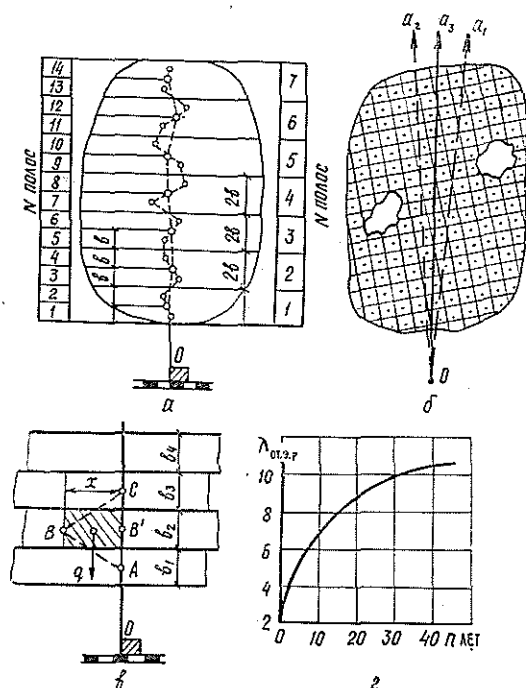 N полос
14
13
12
11
10
9
8
7
6
5
4
3
2
1
в
в
в
в
2в
2в
2в
7
6
5
4
3
2
1
0
а
N полос
a₂ a₃ a₁
0
б
x
C
B
B'
q
A
в₄
в₃
в₂
в₁
0
в
λот.э.р
10
8
6
4
2
0 10 20 30 40 n лет
г